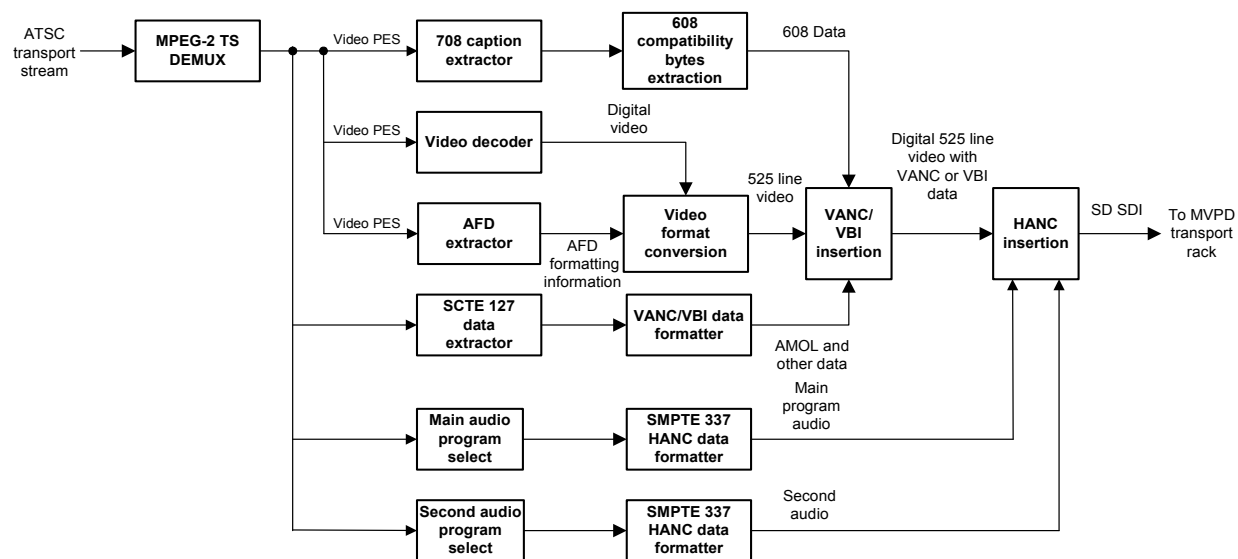 ATSC
transport
stream
MPEG-2 TS
DEMUX
Video PES
708 caption
extractor
608
compatibility
bytes
extraction
608 Data
Video PES
Video decoder
Digital
video
Video PES
AFD
extractor
AFD
formatting
information
Video
format
conversion
525 line
video
VANC/
VBI
insertion
Digital 525 line
video with
VANC or VBI
data
HANC
insertion
SD SDI
To MVPD
transport
rack
SCTE 127
data
extractor
VANC/VBI data
formatter
AMOL and
other data
Main audio
program
select
SMPTE 337
HANC data
formatter
Main
program
audio
Second audio
program
select
SMPTE 337
HANC data
formatter
Second
audio